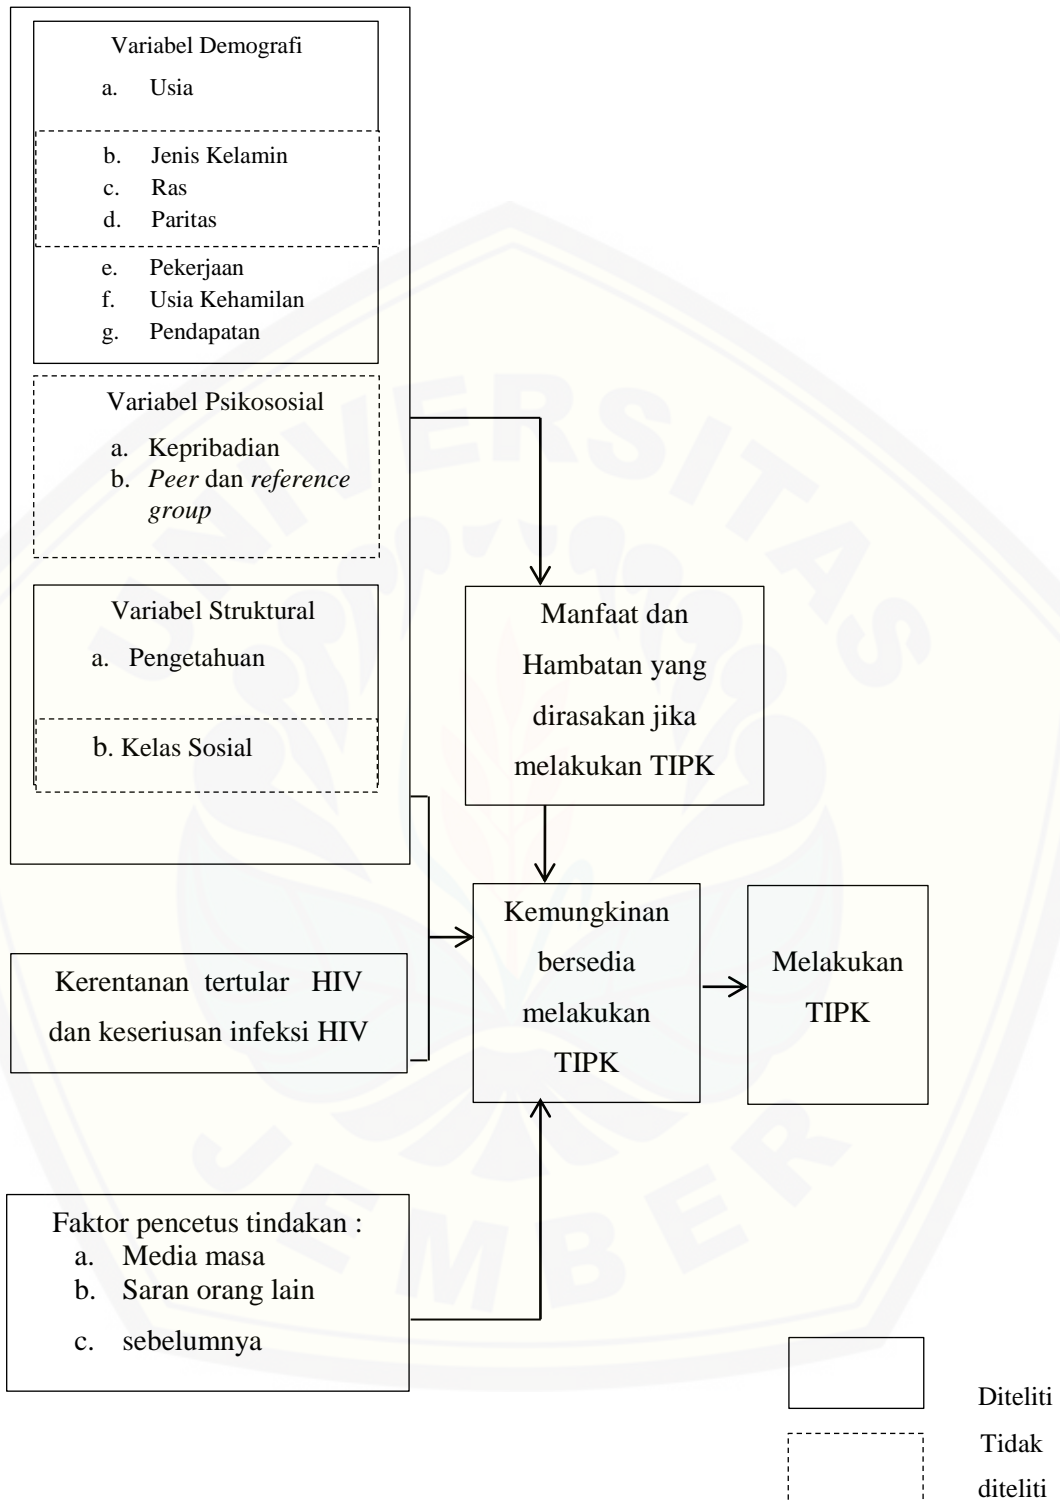 Variabel Demografi
a. Usia
b. Jenis Kelamin
c. Ras
d. Paritas
e. Pekerjaan
f. Usia Kehamilan
g. Pendapatan
Variabel Psikososial
a. Kepribadian
b. Peer dan reference
group
Variabel Struktural
a. Pengetahuan
b. Kelas Sosial
Manfaat dan
Hambatan yang
dirasakan jika
melakukan TIPK
Kemungkinan
bersedia
melakukan
TIPK
Melakukan
TIPK
Kerentanan tertular HIV
dan keseriusan infeksi HIV
Faktor pencetus tindakan :
a. Media masa
b. Saran orang lain
c. sebelumnya
Diteliti
Tidak
diteliti
UNIVERSITAS
JEMBER